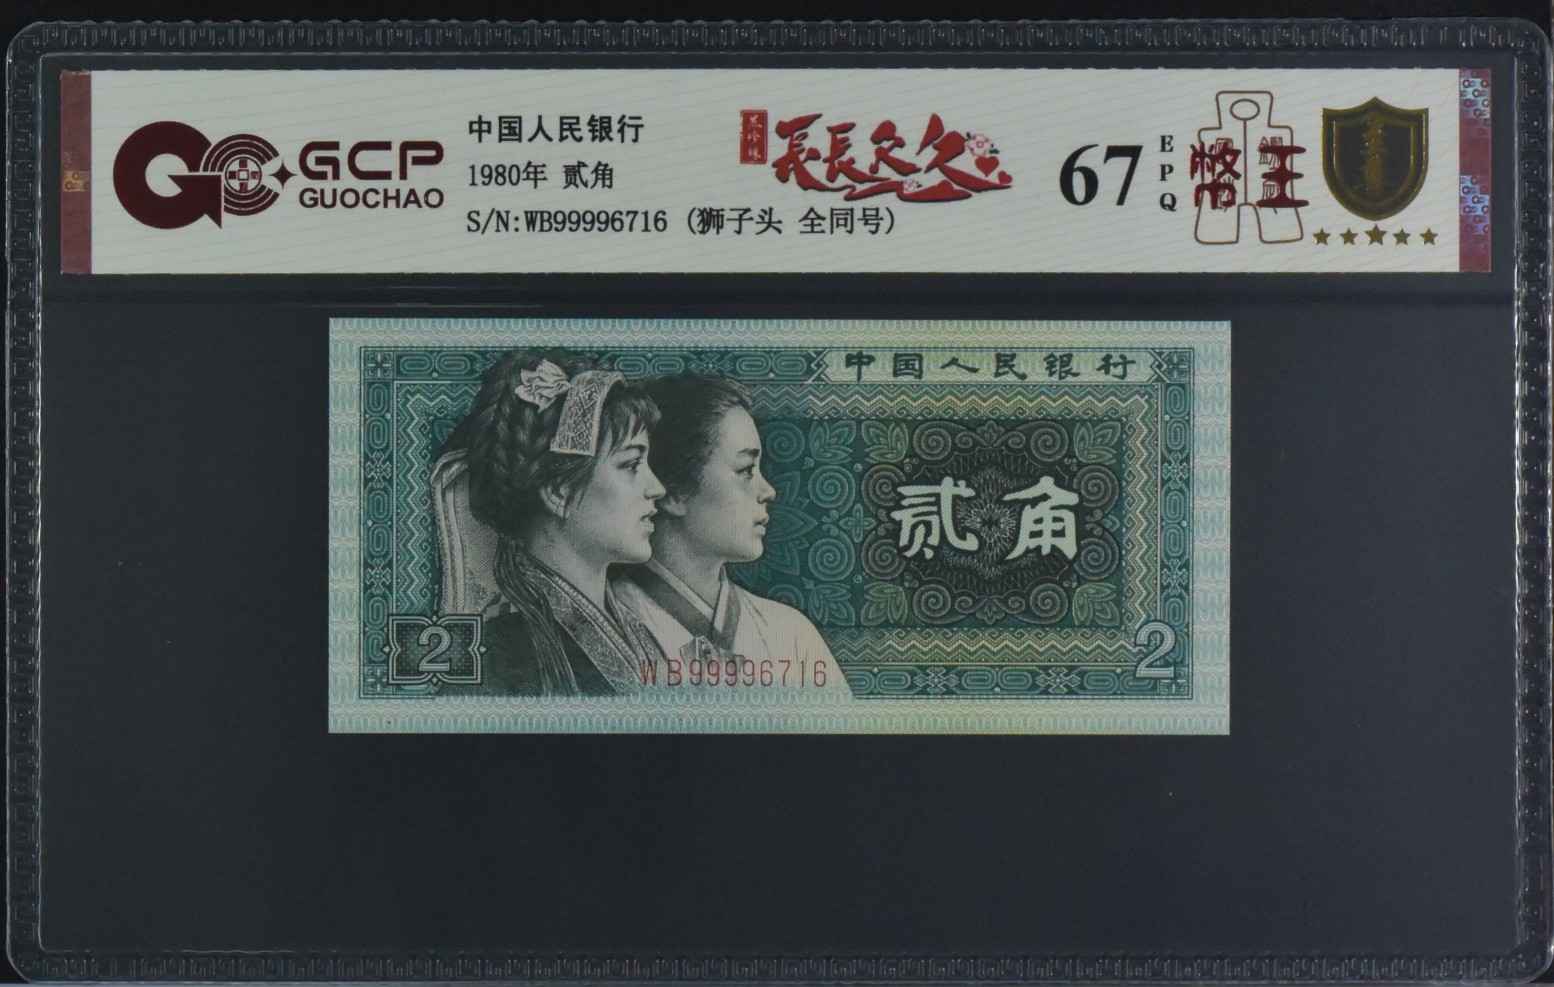 GCP
GUOCHAO
中国人民银行
1980年 贰角
S/N:WB99996716 (狮子头 全同号)
長長久久
67
EPQ
中国人民银行
贰角
2
WB99996716
2